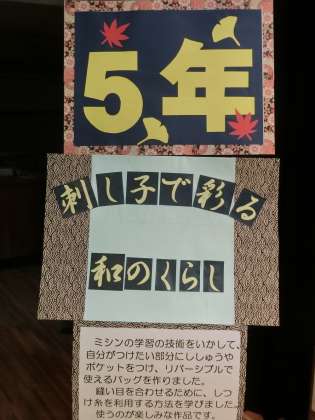 5年
刺し子で彩る
和のくらし
ミシンの学習の技術をいかして、
自分がつけたい部分にししゅうや
ポケットをつけ、リバーシブルで
使えるバッグを作りました。
縫い目を合わせるために、しつ
け糸を利用する方法を学びました。
使うのが楽しみな作品です。